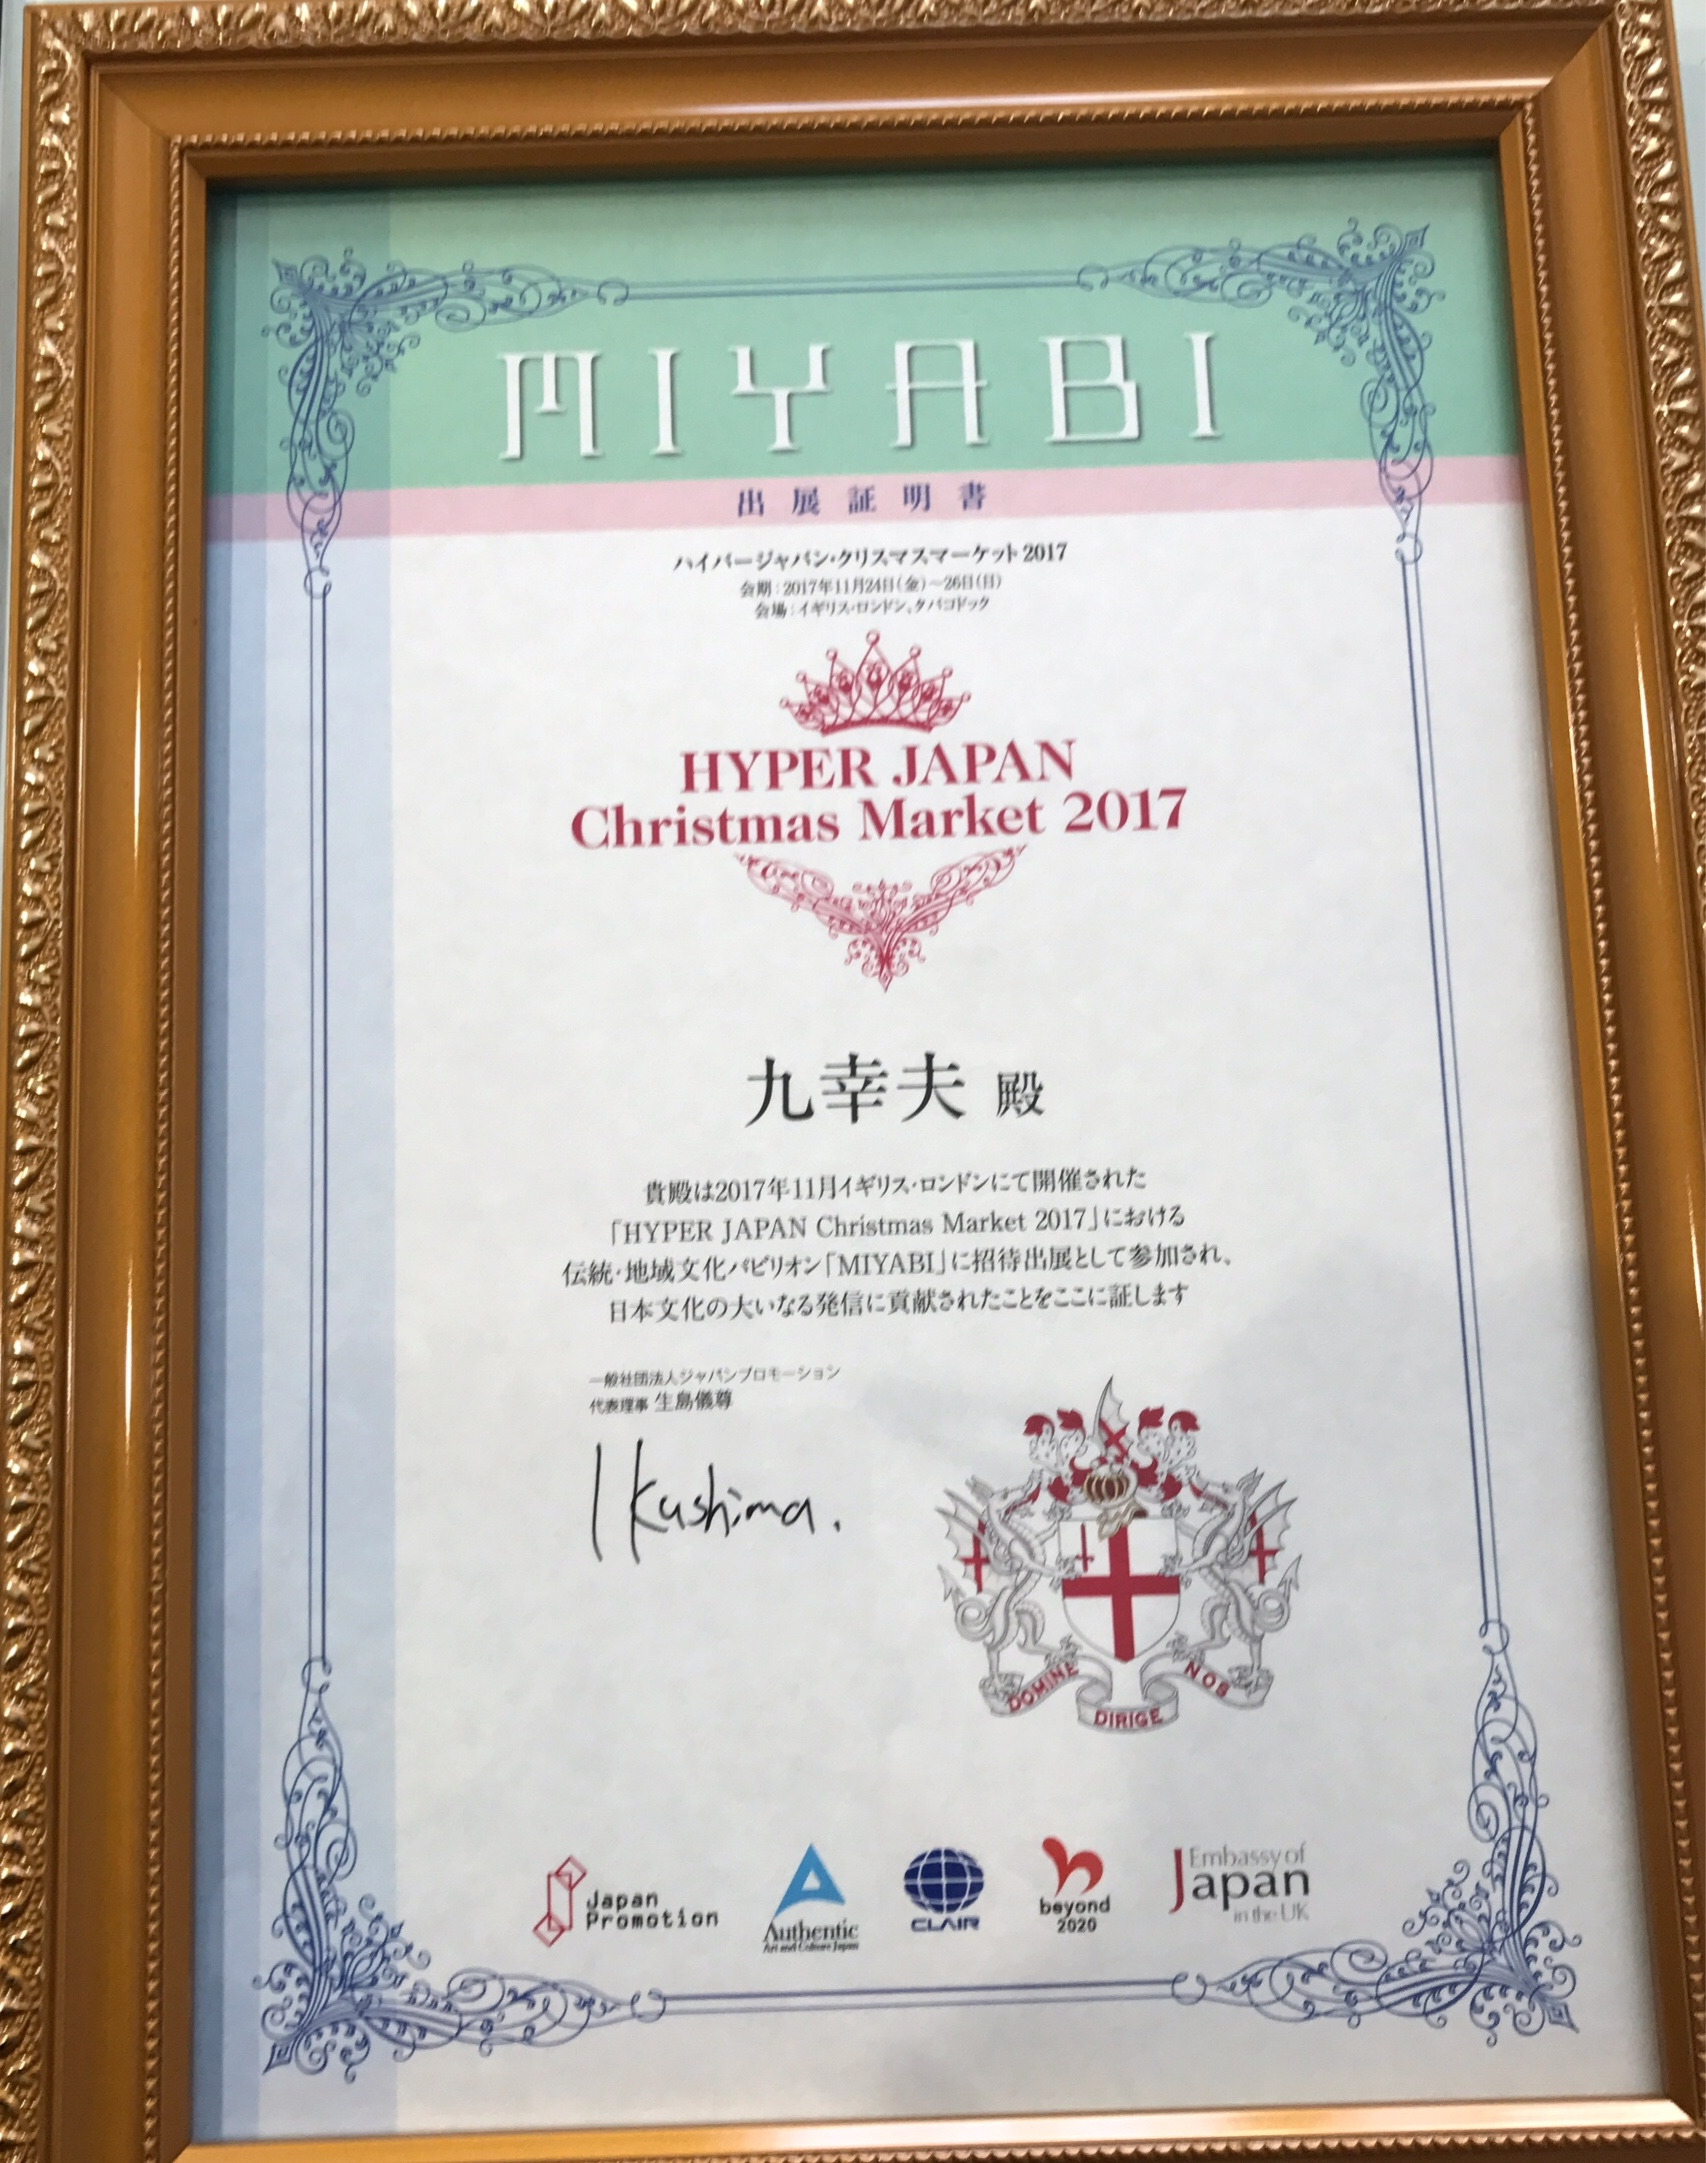 MIYABI
出展証明書
ハイパージャパン・クリスマスマーケット2017
会期：2017年11月24日（金）～26日（日）
会場：イギリス・ロンドン、タバコドック
HYPER JAPAN
Christmas Market 2017
九幸夫 殿
貴殿は2017年11月イギリス・ロンドンにて開催された
「HYPER JAPAN Christmas Market 2017」における
伝統・地域文化パビリオン「MIYABI」に招待出展として参加され、
日本文化の大いなる発信に貢献されたことをここに証します
一般社団法人ジャパンプロモーション
代表理事 生島儀尊
Ikushima.
DOMINE DIRIGE NOS
Japan
Promotion
Authentic
Art and Culture Japan
CLAIR
beyond
2020
Embassy of
Japan
in the UK